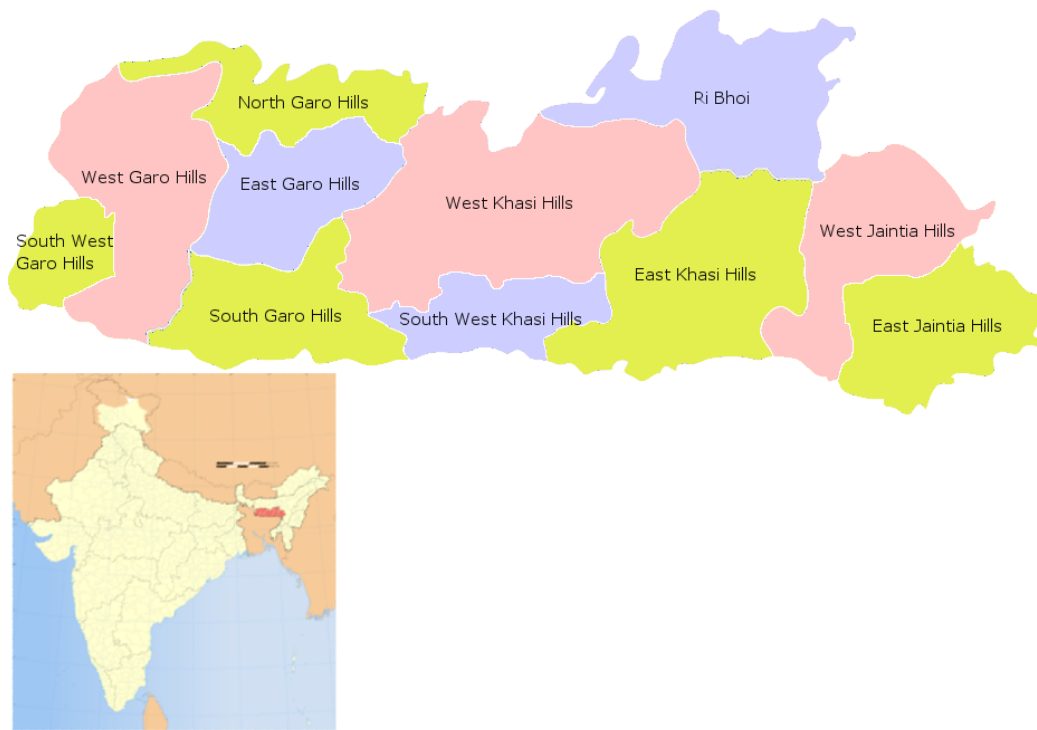 Ri Bhoi
North Garo Hills
West Garo Hills
East Garo Hills
West Khasi Hills
West Jaintia Hills
South West
Garo Hills
East Khasi Hills
South Garo Hills
South West Khasi Hills
East Jaintia Hills